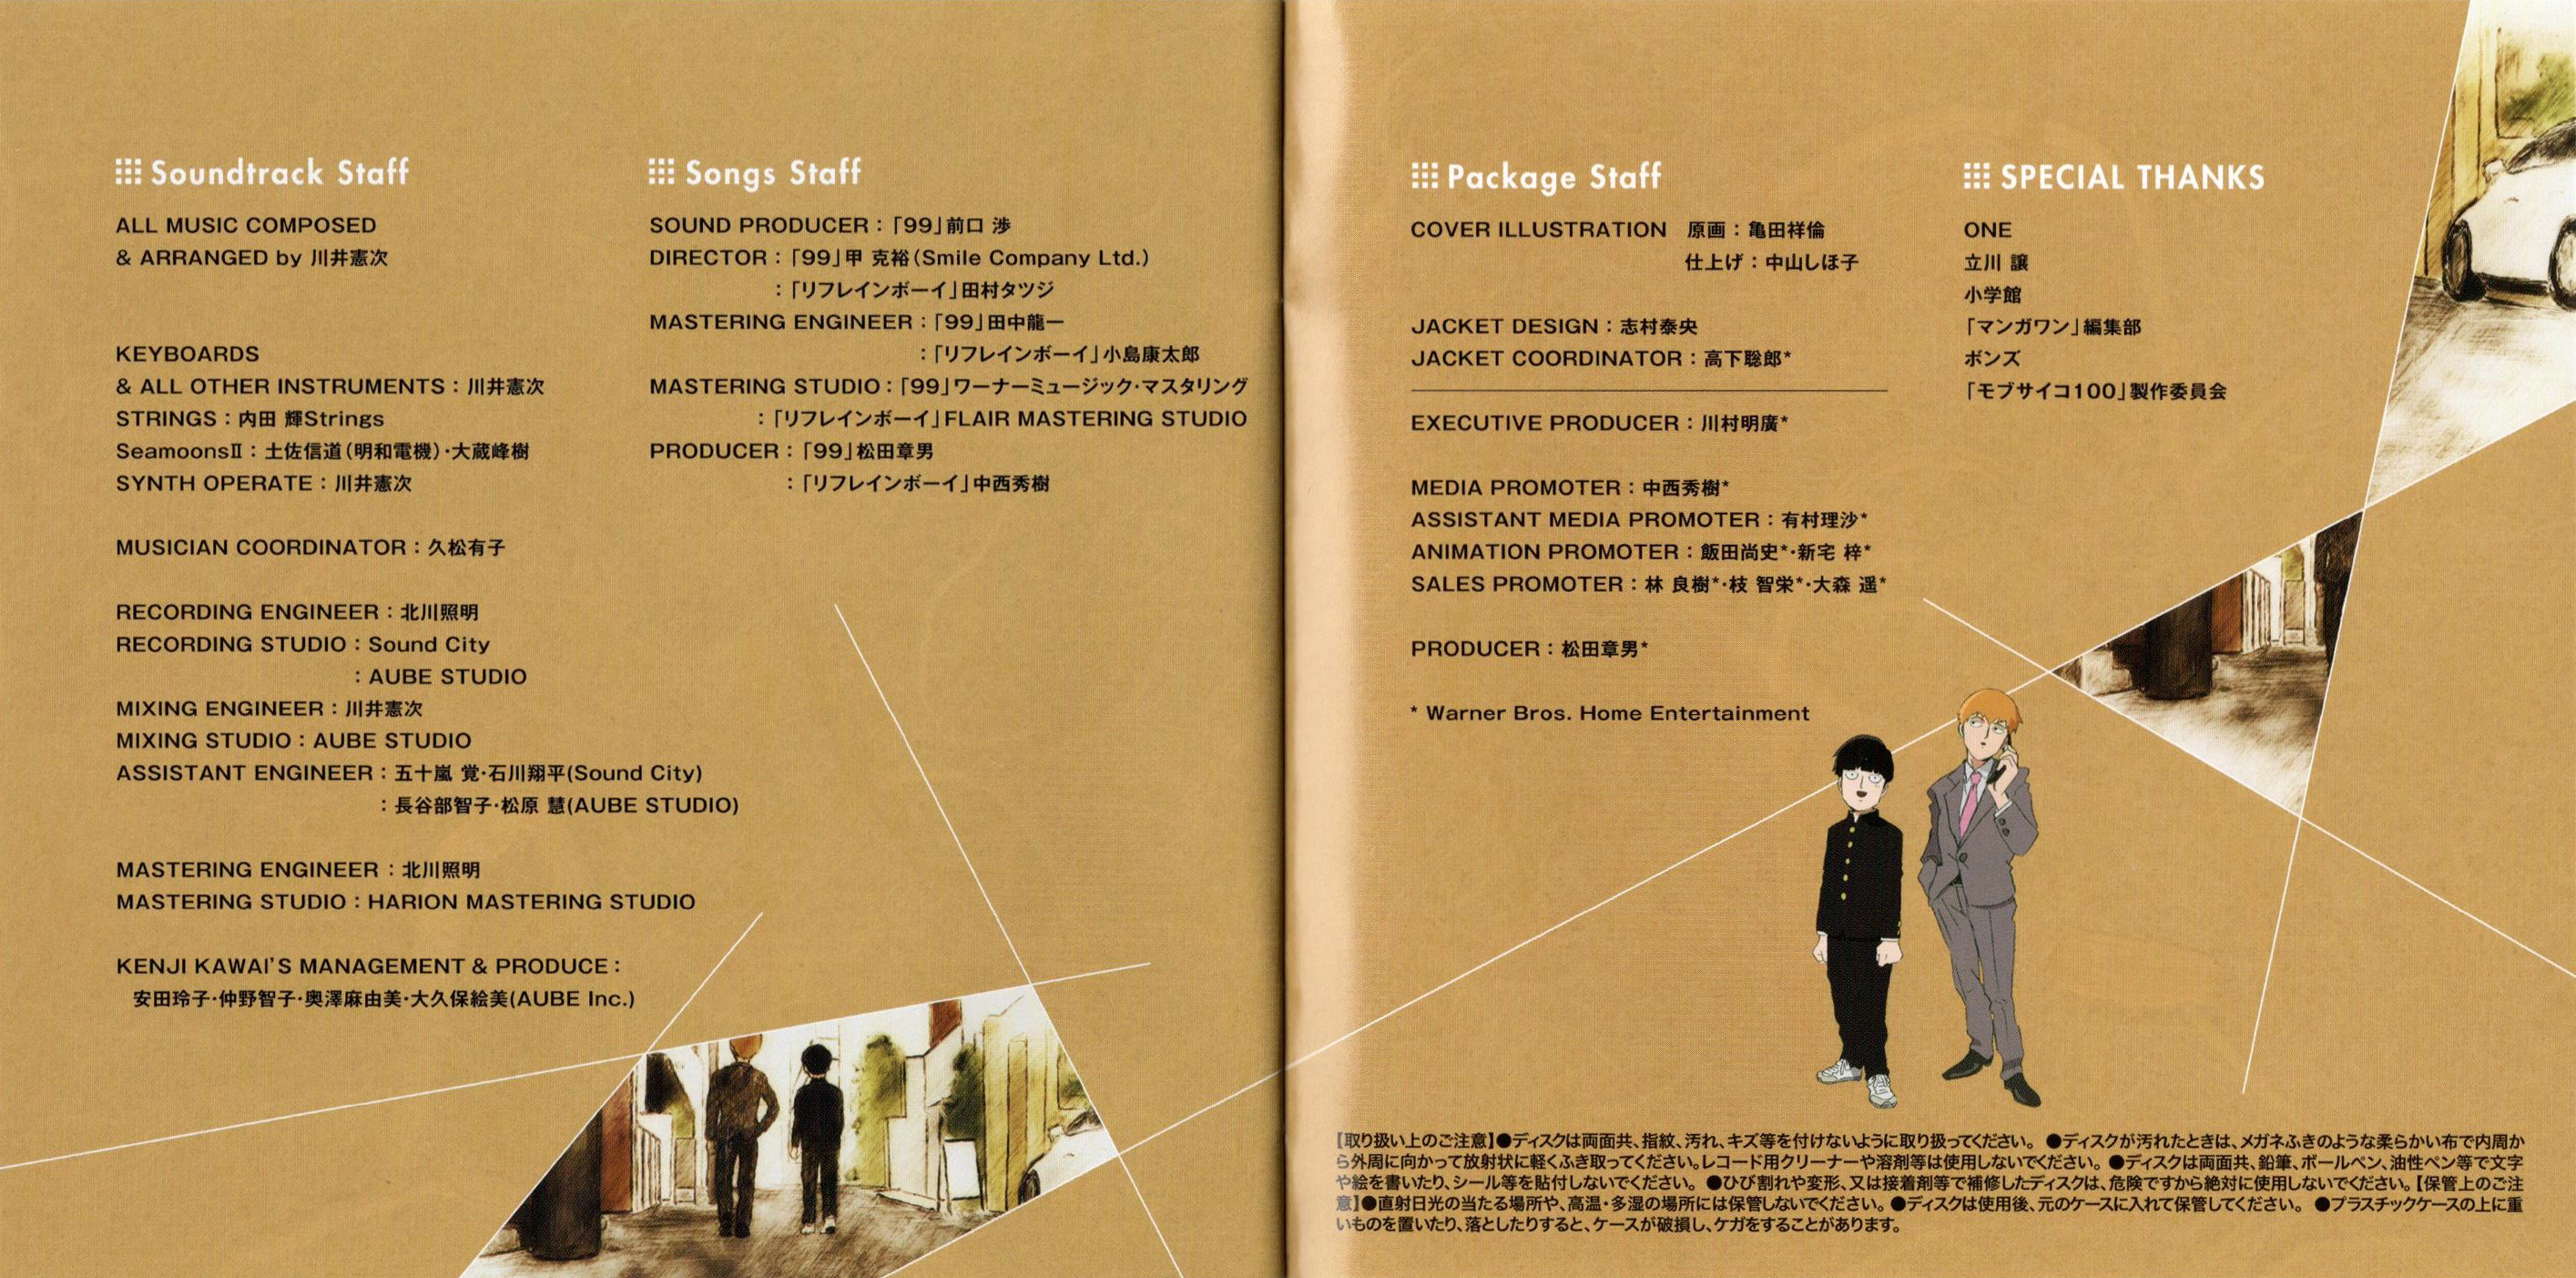 Soundtrack Staff
ALL MUSIC COMPOSED
& ARRANGED by 川井憲次
KEYBOARDS
& ALL OTHER INSTRUMENTS：川井憲次
STRINGS：内田 輝Strings
SeamoonsⅡ：土佐信道（明和電機）・大蔵峰樹
SYNTH OPERATE：川井憲次
MUSICIAN COORDINATOR：久松有子
RECORDING ENGINEER：北川照明
RECORDING STUDIO：Sound City
：AUBE STUDIO
MIXING ENGINEER：川井憲次
MIXING STUDIO：AUBE STUDIO
ASSISTANT ENGINEER：五十嵐 覚・石川翔平(Sound City)
：長谷部智子・松原 慧(AUBE STUDIO)
MASTERING ENGINEER：北川照明
MASTERING STUDIO：HARION MASTERING STUDIO
KENJI KAWAI'S MANAGEMENT & PRODUCE：
安田玲子・仲野智子・奥澤麻由美・大久保絵美(AUBE Inc.)
Songs Staff
SOUND PRODUCER：「99」前口 渉
DIRECTOR：「99」甲 克裕（Smile Company Ltd.）
：「リフレインボーイ」田村タツジ
MASTERING ENGINEER：「99」田中龍一
：「リフレインボーイ」小島康太郎
MASTERING STUDIO：「99」ワーナーミュージック・マスタリング
：「リフレインボーイ」FLAIR MASTERING STUDIO
PRODUCER：「99」松田章男
：「リフレインボーイ」中西秀樹
Package Staff
COVER ILLUSTRATION 原画：亀田祥倫
仕上げ：中山しほ子
JACKET DESIGN：志村泰央
JACKET COORDINATOR：高下聡郎*
EXECUTIVE PRODUCER：川村明廣*
MEDIA PROMOTER：中西秀樹*
ASSISTANT MEDIA PROMOTER：有村理沙*
ANIMATION PROMOTER：飯田尚史*・新宅 梓*
SALES PROMOTER：林 良樹*・枝 智栄*・大森 遥*
PRODUCER：松田章男*
* Warner Bros. Home Entertainment
SPECIAL THANKS
ONE
立川 譲
小学館
「マンガワン」編集部
ボンズ
「モブサイコ100」製作委員会
【取り扱い上のご注意】●ディスクは両面共、指紋、汚れ、キズ等を付けないように取り扱ってください。 ●ディスクが汚れたときは、メガネふきのような柔らかい布で内周か
ら外周に向かって放射状に軽くふき取ってください。レコード用クリーナーや溶剤等は使用しないでください。 ●ディスクは両面共、鉛筆、ボールペン、油性ペン等で文字
や絵を書いたり、シール等を貼付しないでください。 ●ひび割れや変形、又は接着剤等で補修したディスクは、危険ですから絶対に使用しないでください。【保管上のご注
意】●直射日光の当たる場所や、高温・多湿の場所には保管しないでください。 ●ディスクは使用後、元のケースに入れて保管してください。 ●プラスチックケースの上に重
いものを置いたり、落としたりすると、ケースが破損し、ケガをすることがあります。